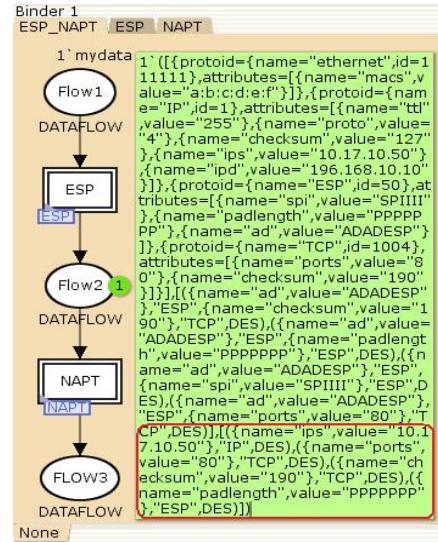 Binder 1
ESP_NAPT ESP NAPT
1`mydata
Flow1
DATAFLOW
ESP
ESP
Flow2 1
DATAFLOW
NAPT
NAPT
FLOW3
DATAFLOW
1`([{protoid={name="ethernet",id=1
11111},attributes=[{name="macs",v
alue="a:b:c:d:e:f"}]},{protoid={nam
e="IP",id=1},attributes=[{name="ttl"
,value="255"},{name="proto",value=
"4"},{name="checksum",value="127"
},{name="ips",value="10.17.10.50"}
,{name="ipd",value="196.168.10.10"
}]},{protoid={name="ESP",id=50},at
tributes=[{name="spi",value="SPIIII"
},{name="padlength",value="PPPPP
PP"},{name="ad",value="ADADESP"}
]},{protoid={name="TCP",id=1004},
attributes=[{name="ports",value="8
0"},{name="checksum",value="190"
}]}],[({name="ad",value="ADADESP"
},"ESP",{name="checksum",value="1
90"},"TCP",DES),({name="ad",value=
"ADADESP"},"ESP",{name="padlengt
h",value="PPPPPPP"},"ESP",DES),({n
ame="ad",value="ADADESP"},"ESP",
{name="spi",value="SPIIII"},"ESP",D
ES),({name="ad",value="ADADESP"},
"ESP",{name="ports",value="80"},"T
CP",DES)],[({name="ips",value="10.1
7.10.50"},"IP",DES),({name="ports",
value="80"},"TCP",DES),({name="ch
ecksum",value="190"},"TCP",DES),({
name="padlength",value="PPPPPPP"
},"ESP",DES)])
None